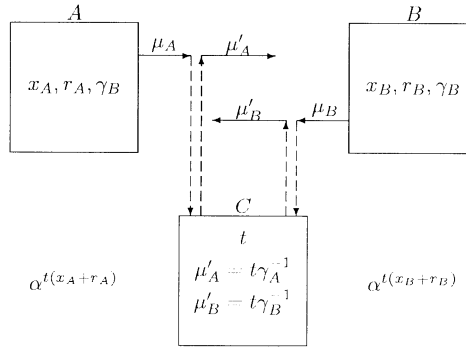 A
B
μ_A
μ'_A
x_A, r_A, γ_B
x_B, r_B, γ_B
μ'_B
μ_B
C
t
μ'_A = tγ_A^{-1}
μ'_B = tγ_B^{-1}
α^{t(x_A+r_A)}
α^{t(x_B+r_B)}